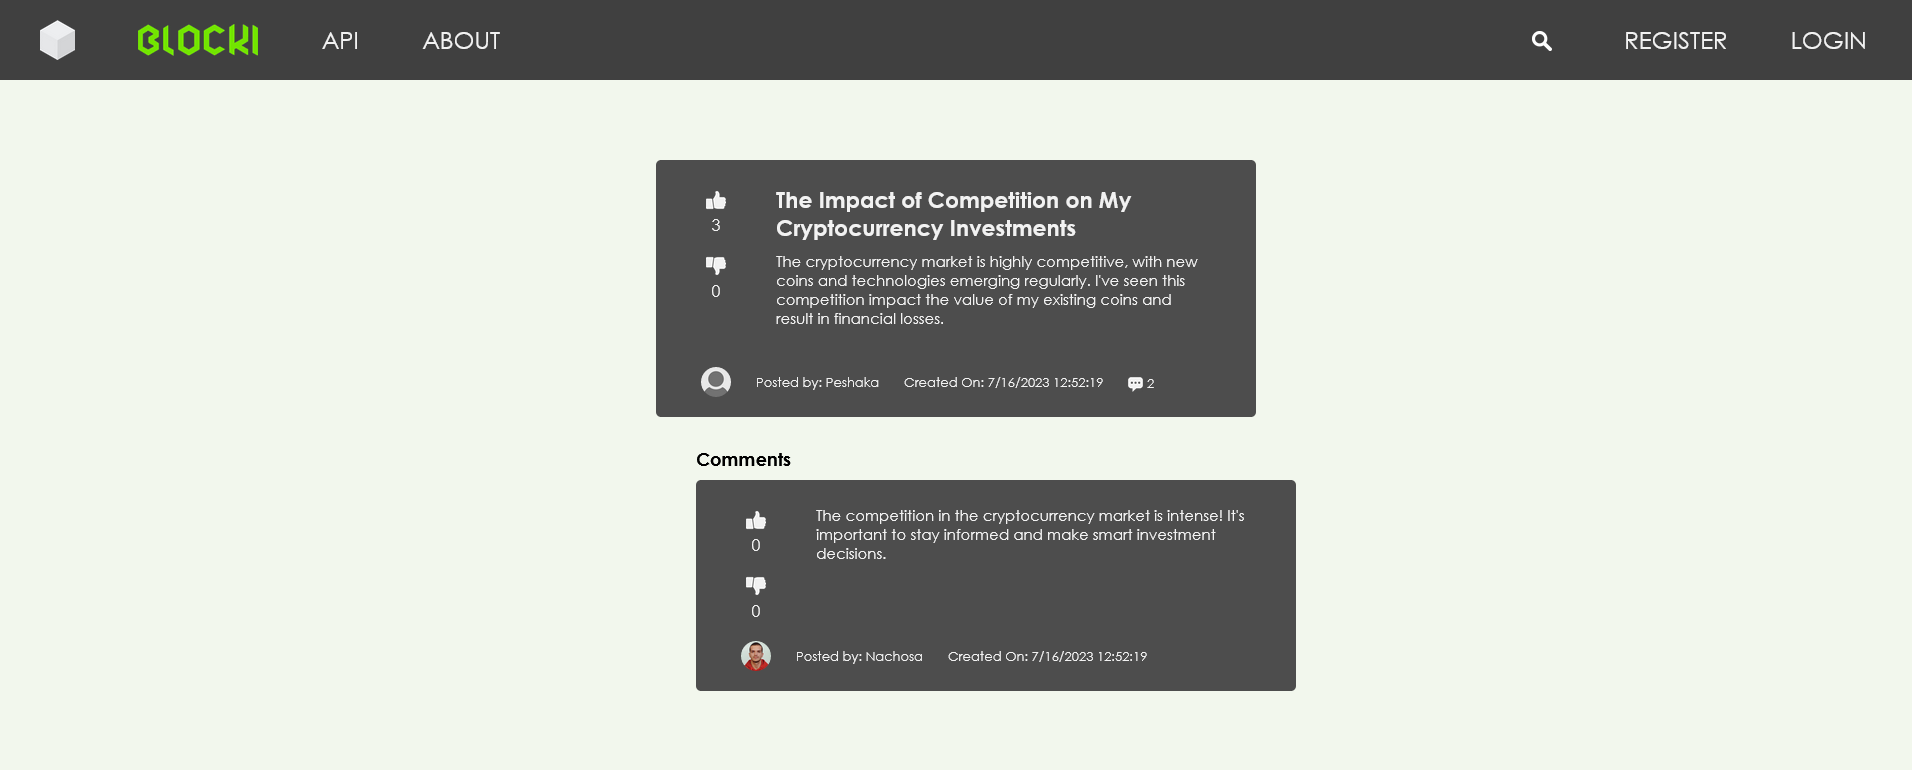 BLOCKI
API
ABOUT
REGISTER
LOGIN
3
0
The Impact of Competition on My
Cryptocurrency Investments
The cryptocurrency market is highly competitive, with new
coins and technologies emerging regularly. I've seen this
competition impact the value of my existing coins and
result in financial losses.
Posted by: Peshaka
Created On: 7/16/2023 12:52:19
2
Comments
0
0
The competition in the cryptocurrency market is intense! It's
important to stay informed and make smart investment
decisions.
Posted by: Nachosa
Created On: 7/16/2023 12:52:19